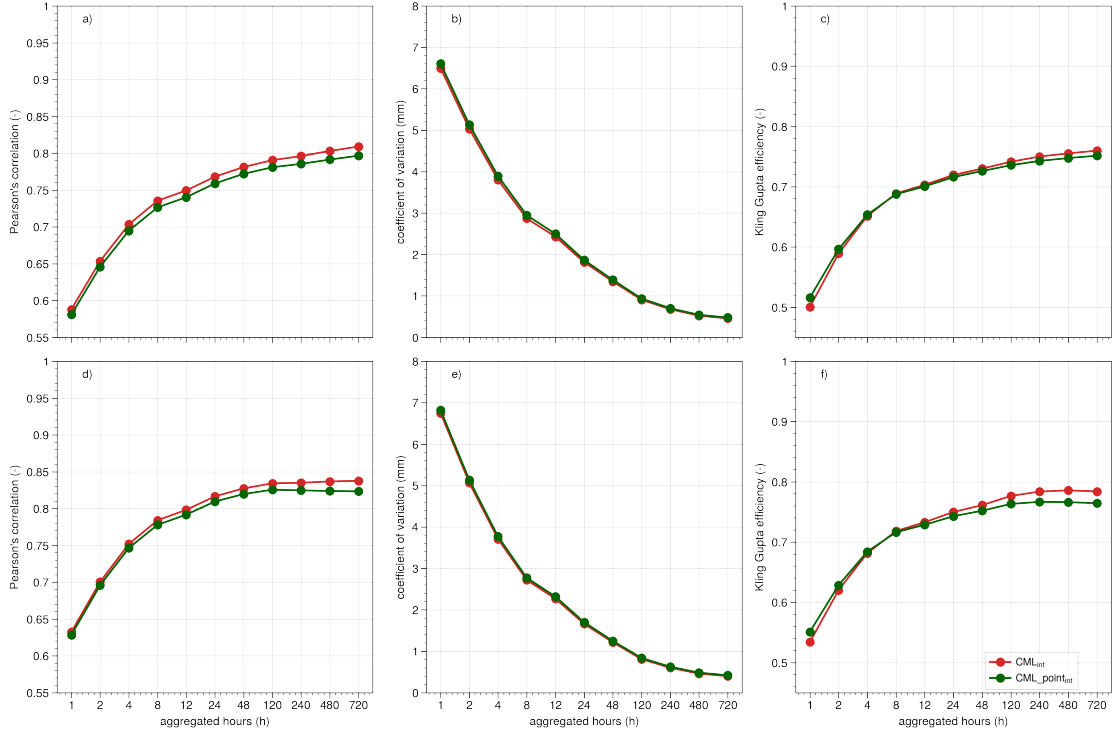 a)
1
0.95
0.9
0.85
0.8
0.75
0.7
0.65
0.6
0.55
Pearson's correlation (-)
b)
8
7
6
5
4
3
2
1
0
coefficient of variation (mm)
c)
1
0.9
0.8
0.7
0.6
0.5
Kling Gupta efficiency (-)
d)
1
0.95
0.9
0.85
0.8
0.75
0.7
0.65
0.6
0.55
Pearson's correlation (-)
1 2 4 8 12 24 48 120 240 480 720
aggregated hours (h)
e)
8
7
6
5
4
3
2
1
0
coefficient of variation (mm)
1 2 4 8 12 24 48 120 240 480 720
aggregated hours (h)
f)
1
0.9
0.8
0.7
0.6
0.5
Kling Gupta efficiency (-)
CMLint
CML_pointint
1 2 4 8 12 24 48 120 240 480 720
aggregated hours (h)